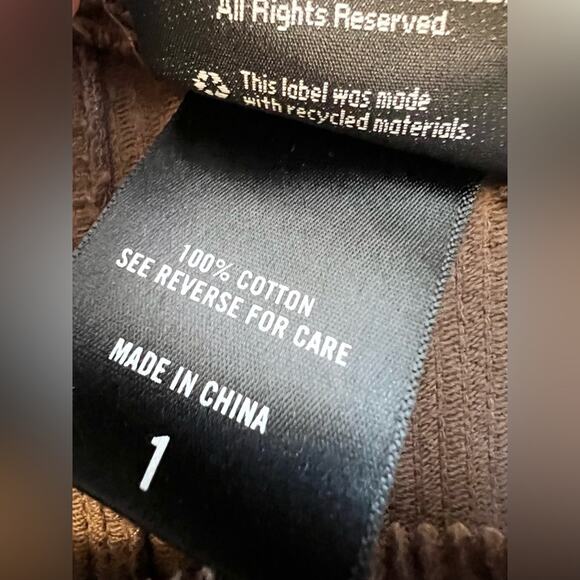 All Rights Reserved.
This label was made
with recycled materials.
100% COTTON
SEE REVERSE FOR CARE
MADE IN CHINA
1